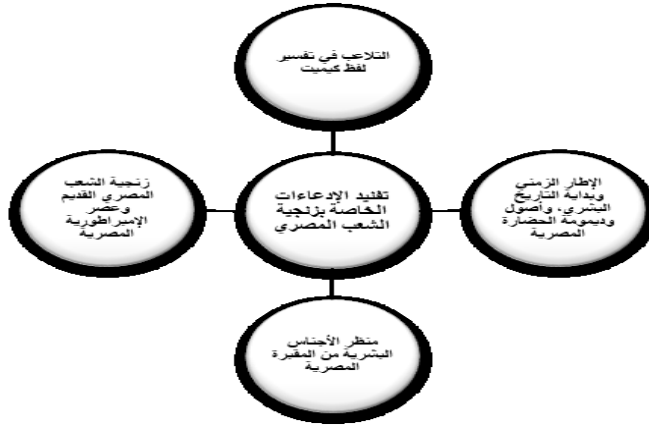 التلاعب في تفسير
لفظ كيميت
الإطار الزمني
وبداية التاريخ
البشري، وأصول
وديمومة الحضارة
المصرية
تفنيد الإدعاءات
الخاصة بزنجية
الشعب المصري
زنجية الشعب
المصري القديم
وعصر
الإمبراطورية
المصرية
منظر الأجناس
البشرية من المقبرة
المصرية